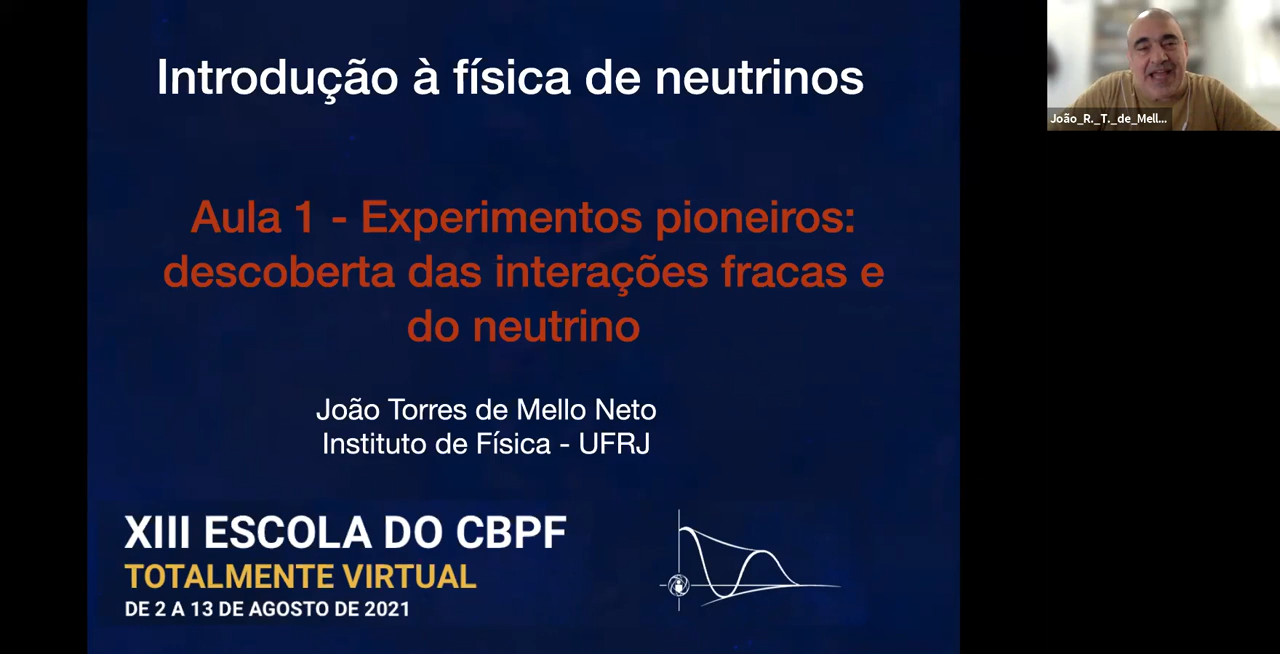 Introdução à física de neutrinos
Aula 1 - Experimentos pioneiros:
descoberta das interações fracas e
do neutrino
João Torres de Mello Neto
Instituto de Física - UFRJ
XIII ESCOLA DO CBPF
TOTALMENTE VIRTUAL
DE 2 A 13 DE AGOSTO DE 2021
João_R._T._de_Mell...